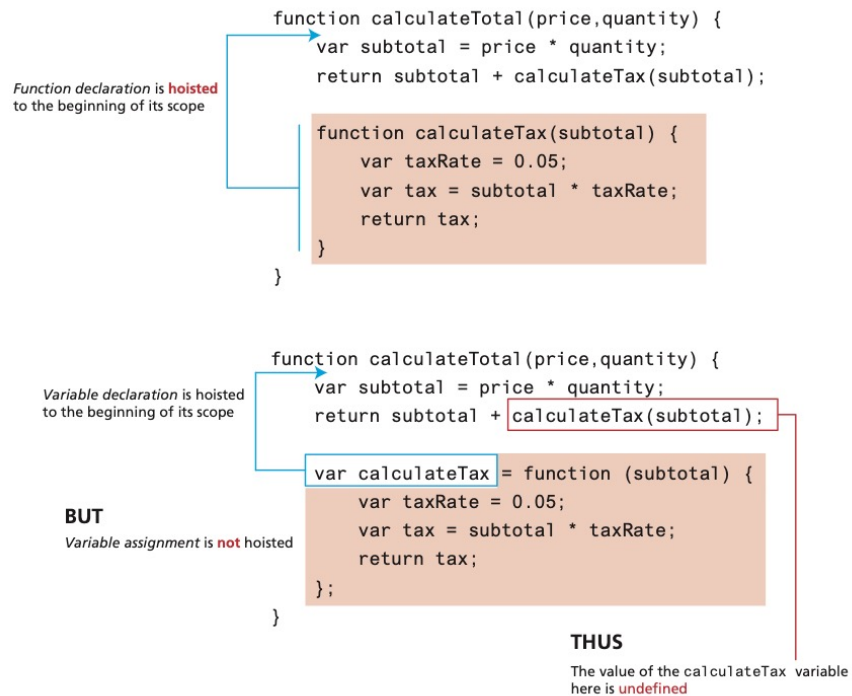 function calculateTotal(price,quantity) {
var subtotal = price * quantity;
return subtotal + calculateTax(subtotal);
Function declaration is hoisted
to the beginning of its scope
function calculateTax(subtotal) {
var taxRate = 0.05;
var tax = subtotal * taxRate;
return tax;
}
}
function calculateTotal(price,quantity) {
var subtotal = price * quantity;
return subtotal + calculateTax(subtotal);
Variable declaration is hoisted
to the beginning of its scope
var calculateTax = function (subtotal) {
var taxRate = 0.05;
var tax = subtotal * taxRate;
return tax;
};
}
BUT
Variable assignment is not hoisted
THUS
The value of the calculateTax variable
here is undefined